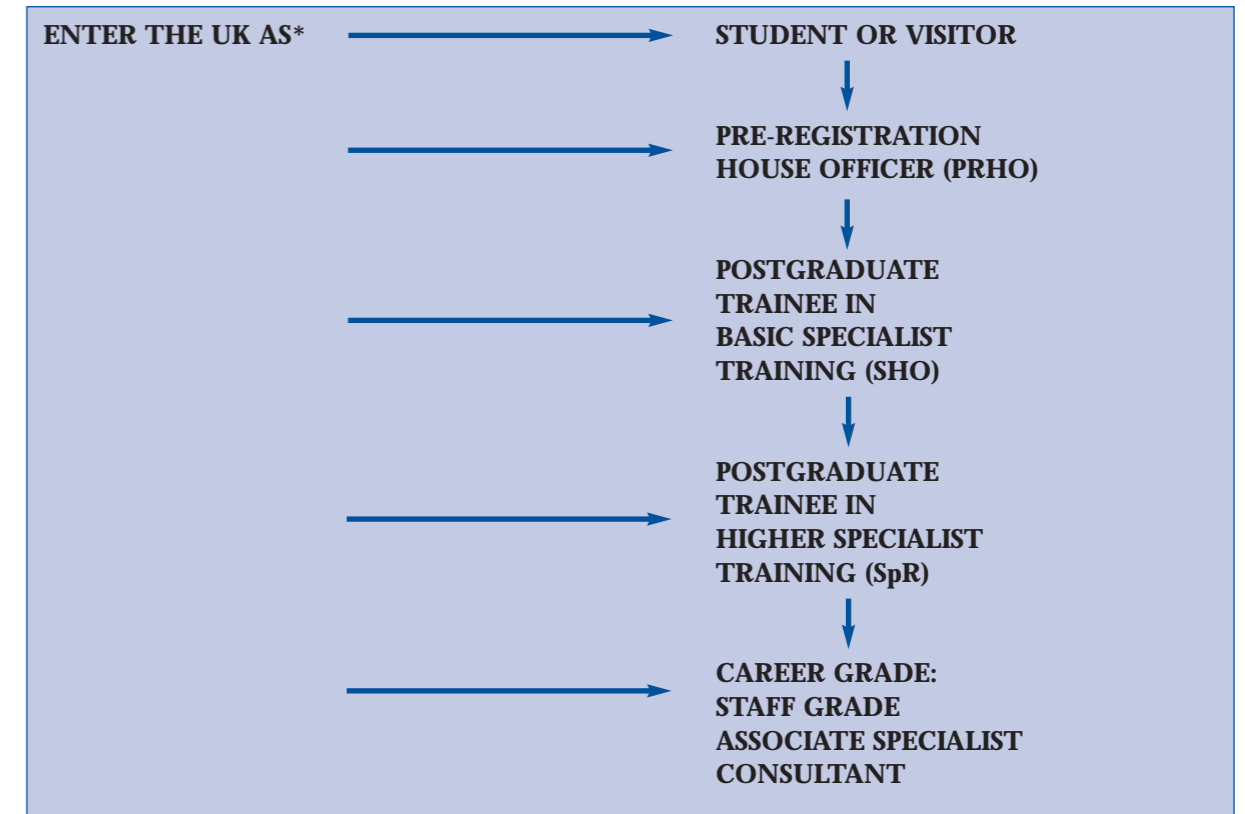 ENTER THE UK AS*
STUDENT OR VISITOR
PRE-REGISTRATION
HOUSE OFFICER (PRHO)
POSTGRADUATE
TRAINEE IN
BASIC SPECIALIST
TRAINING (SHO)
POSTGRADUATE
TRAINEE IN
HIGHER SPECIALIST
TRAINING (SpR)
CAREER GRADE:
STAFF GRADE
ASSOCIATE SPECIALIST
CONSULTANT